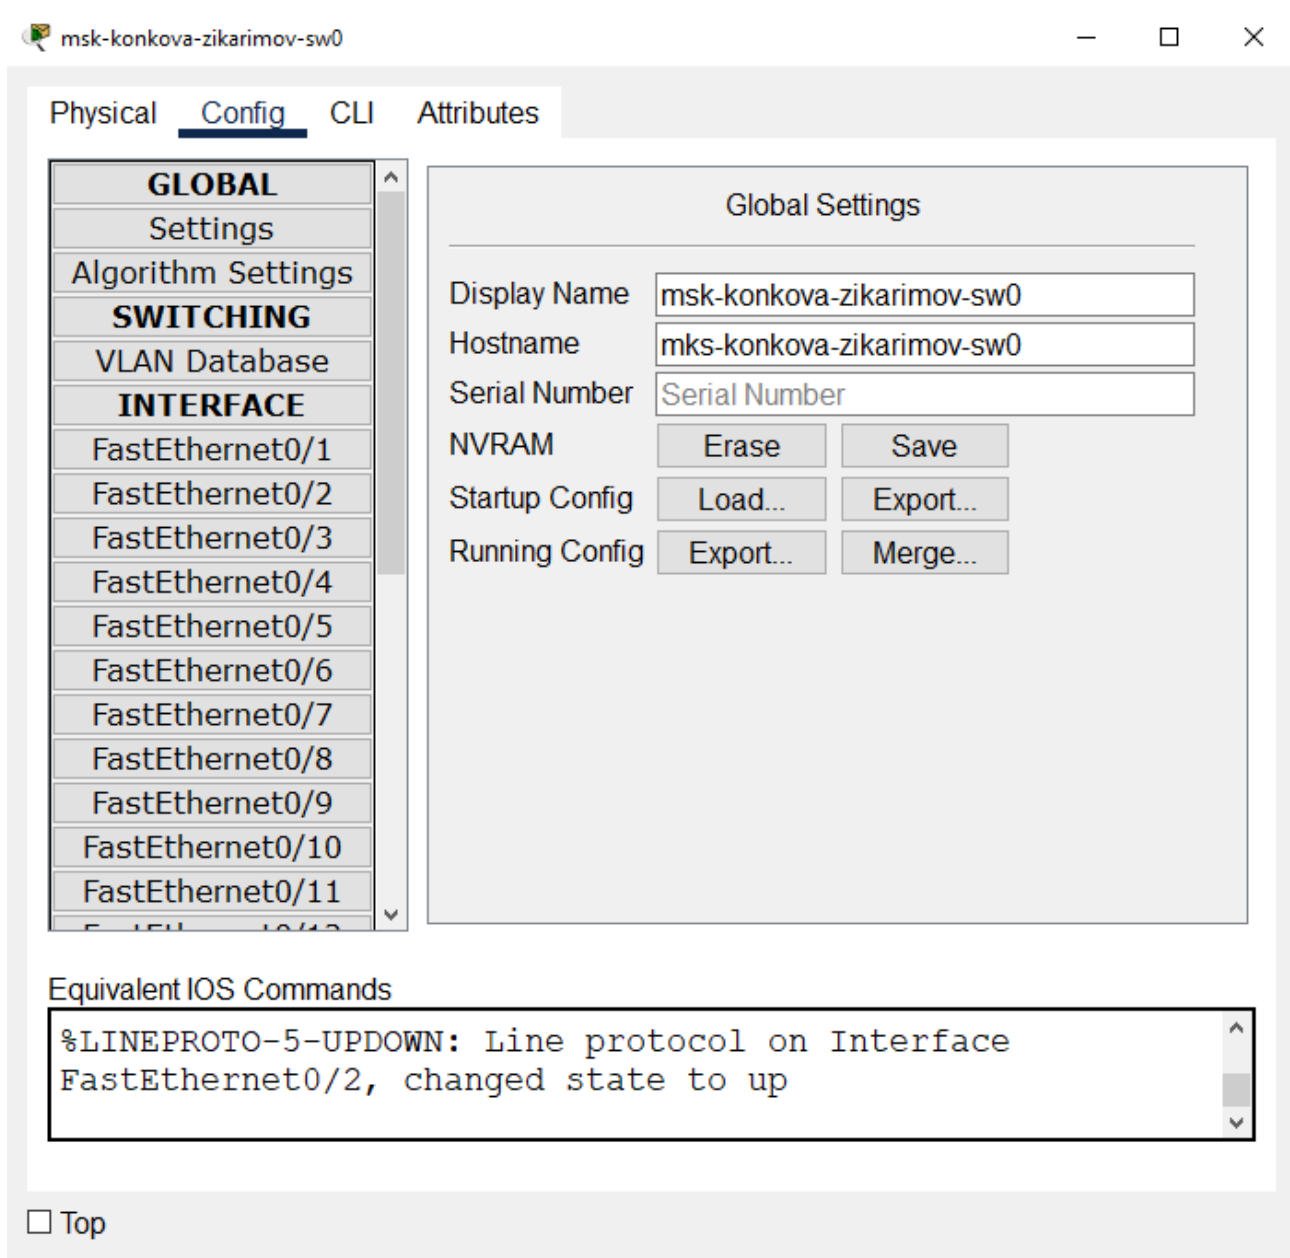 msk-konkova-zikarimov-sw0
Physical Config CLI Attributes
GLOBAL
Settings
Algorithm Settings
SWITCHING
VLAN Database
INTERFACE
FastEthernet0/1
FastEthernet0/2
FastEthernet0/3
FastEthernet0/4
FastEthernet0/5
FastEthernet0/6
FastEthernet0/7
FastEthernet0/8
FastEthernet0/9
FastEthernet0/10
FastEthernet0/11
Global Settings
Display Name msk-konkova-zikarimov-sw0
Hostname mks-konkova-zikarimov-sw0
Serial Number Serial Number
NVRAM Erase Save
Startup Config Load... Export...
Running Config Export... Merge...
Equivalent IOS Commands
%LINEPROTO-5-UPDOWN: Line protocol on Interface
FastEthernet0/2, changed state to up
Top